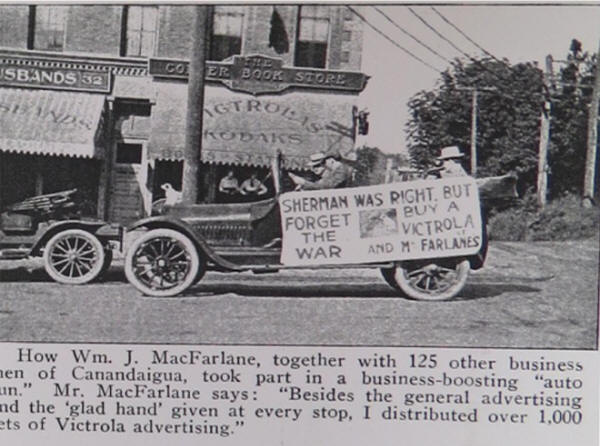 USBANDS 32
THE
CORNER BOOK STORE
VICTROLAS
KODAKS
SHERMAN WAS RIGHT, BUT
FORGET BUY A
THE VICTROLA
WAR AND Mc FARLANES
How Wm. J. MacFarlane, together with 125 other business
men of Canandaigua, took part in a business-boosting “auto
un.” Mr. MacFarlane says: “Besides the general advertising
nd the ‘glad hand’ given at every stop, I distributed over 1,000
ets of Victrola advertising.”